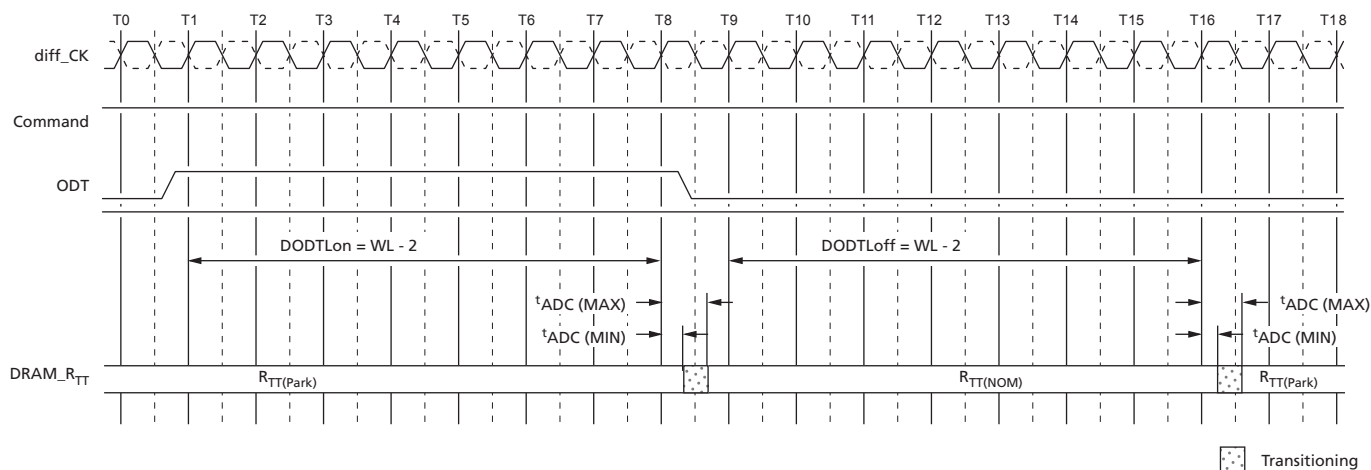 T0 T1 T2 T3 T4 T5 T6 T7 T8 T9 T10 T11 T12 T13 T14 T15 T16 T17 T18
diff_CK
Command
ODT
DODTLon = WL - 2 DODTLoff = WL - 2
tADC (MAX) tADC (MAX)
tADC (MIN) tADC (MIN)
DRAM_RTT RTT(Park) RTT(NOM) RTT(Park)
Transitioning